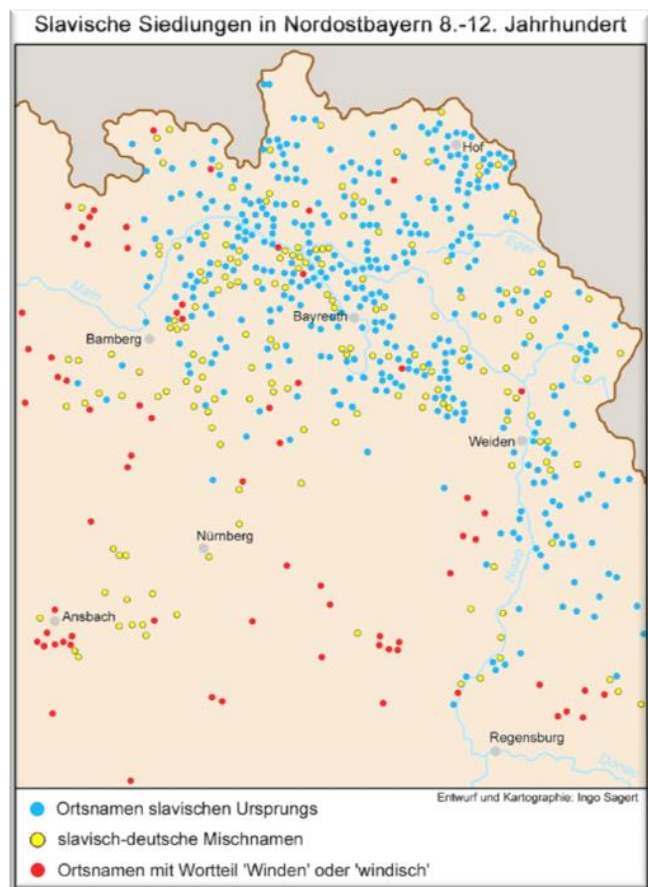 Slavische Siedlungen in Nordostbayern 8.-12. Jahrhundert
Hof
Eger
Main
Bayreuth
Bamberg
Weiden
Nürnberg
Naab
Ansbach
Regensburg
Donau
Entwurf und Kartographie: Ingo Sagert
Ortsnamen slavischen Ursprungs
slavisch-deutsche Mischnamen
Ortsnamen mit Wortteil 'Winden' oder 'windisch'